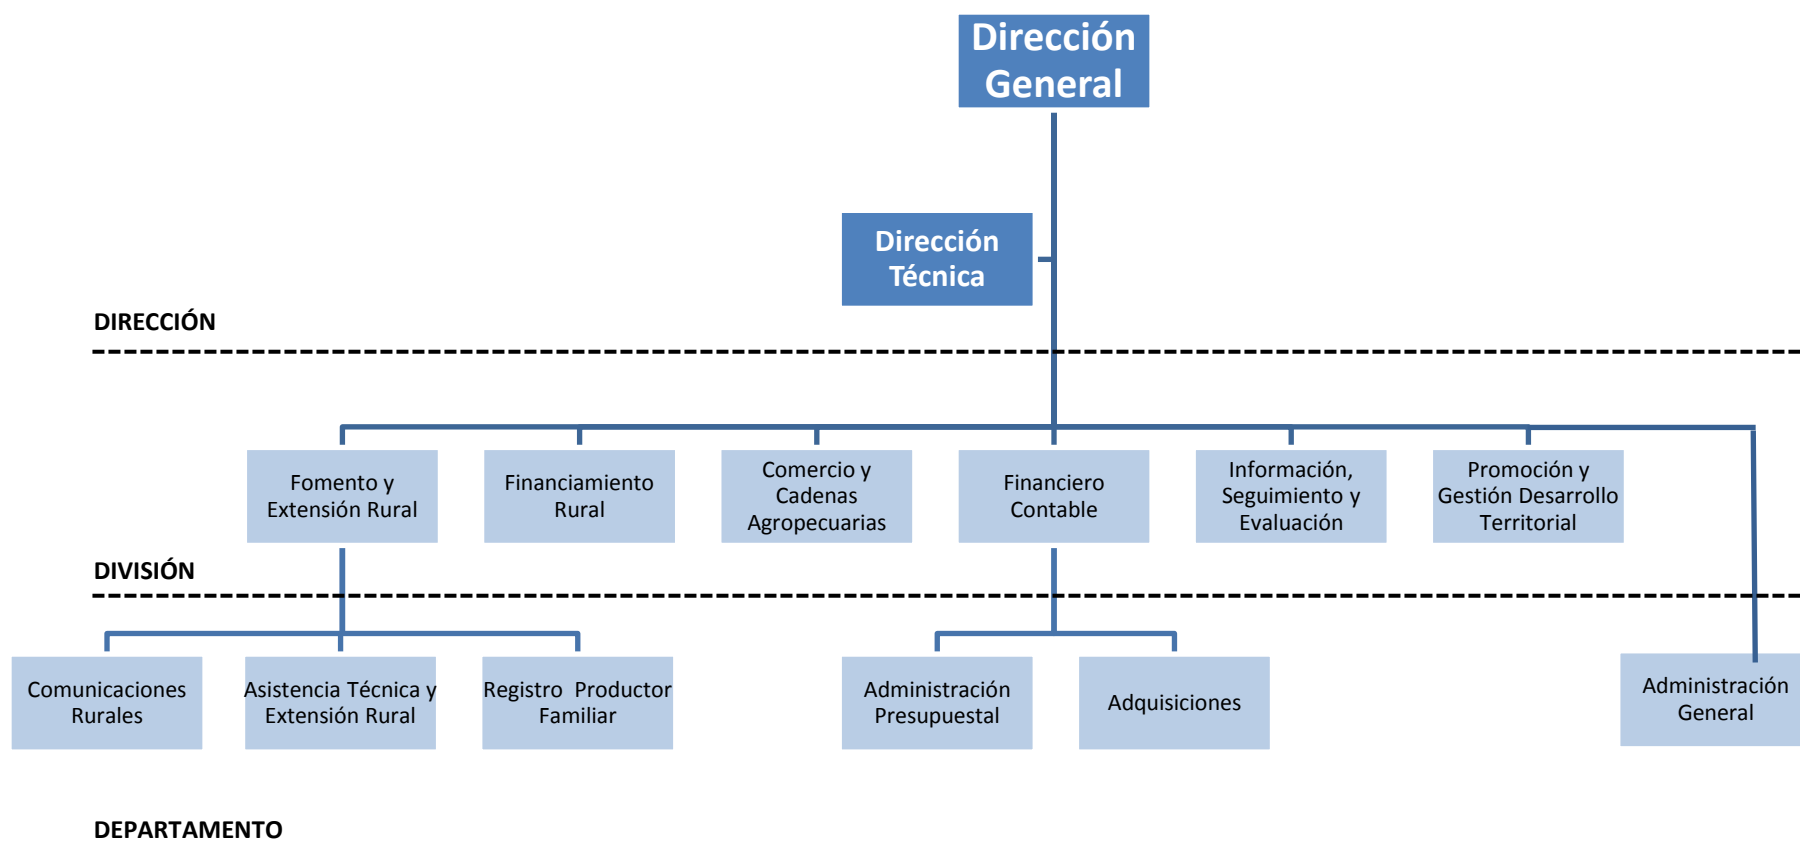 Dirección
General
Dirección
Técnica
DIRECCIÓN
Fomento y
Extensión Rural
Financiamiento
Rural
Comercio y
Cadenas
Agropecuarias
Financiero
Contable
Información,
Seguimiento y
Evaluación
Promoción y
Gestión Desarrollo
Territorial
DIVISIÓN
Comunicaciones
Rurales
Asistencia Técnica y
Extensión Rural
Registro  Productor
Familiar
Administración
Presupuestal
Adquisiciones
Administración
General
DEPARTAMENTO